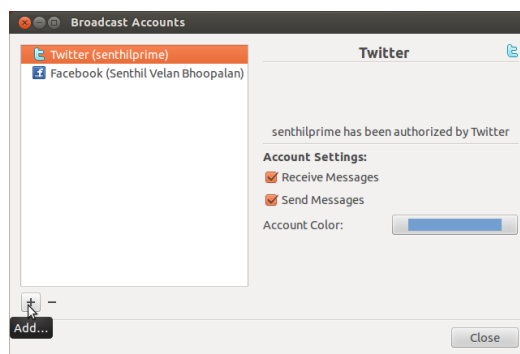 Broadcast Accounts
Twitter (senthilprime)
Facebook (Senthil Velan Bhoopalan)
Twitter
senthilprime has been authorized by Twitter
Account Settings:
Receive Messages
Send Messages
Account Color:
Add...
Close